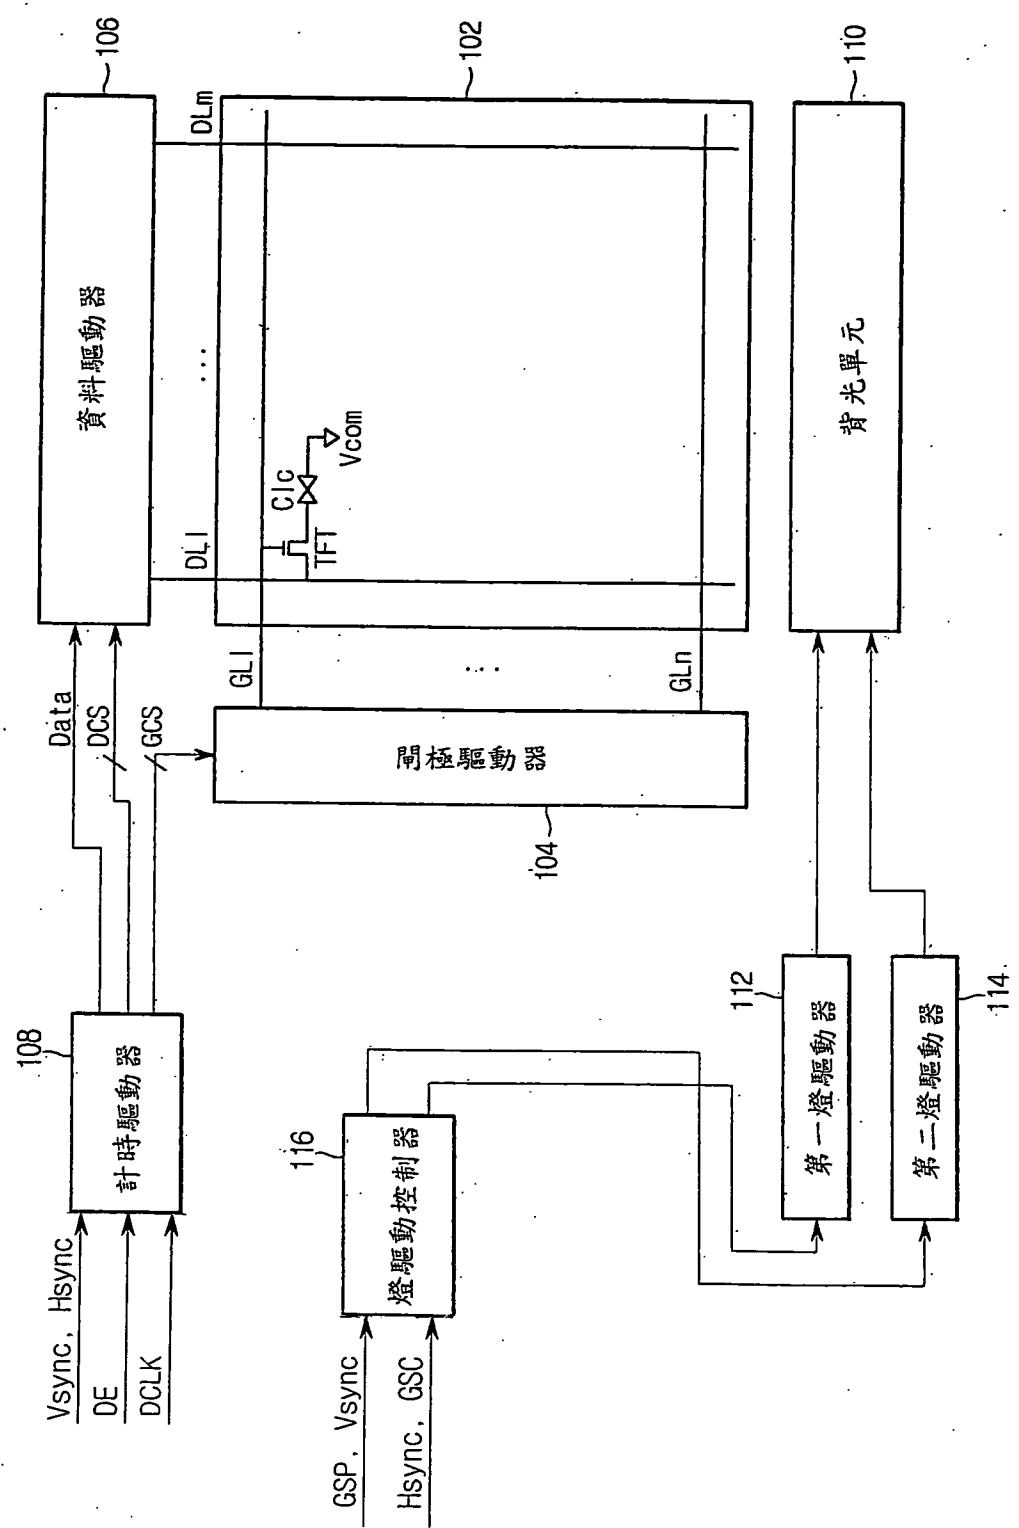 106
資料驅動器
DL1
...
DLm
102
Data
DCS
GCS
108
計時驅動器
Vsync, Hsync
DE
DCLK
GL1
...
GLn
TFT
Clc
Vcom
閘極驅動器
104
110
背光單元
116
燈驅動控制器
GSP, Vsync
Hsync, GSC
112
第一燈驅動器
114
第二燈驅動器